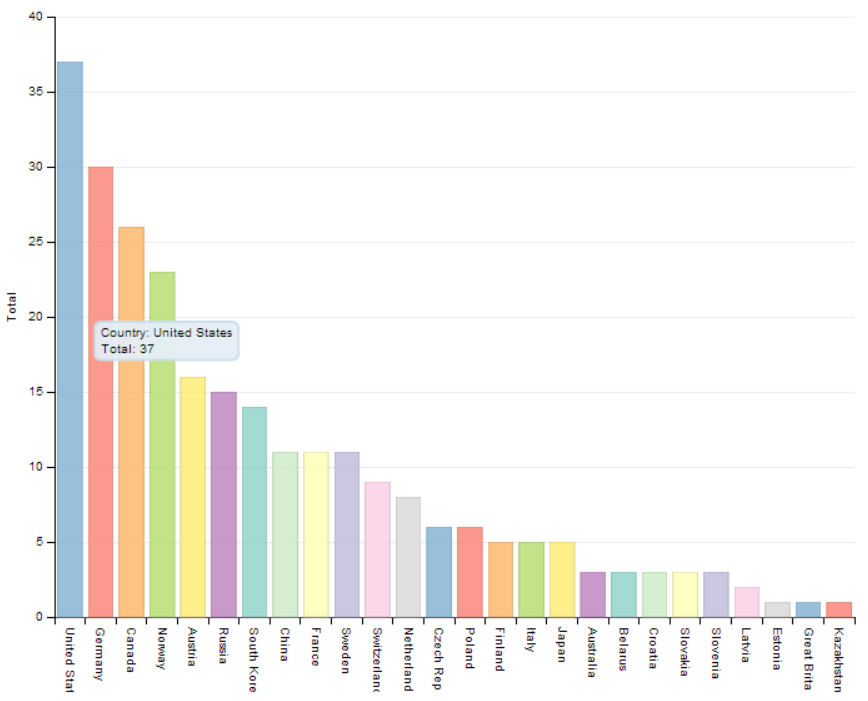 40
35
30
25
20
15
10
5
0
Total
Country: United States
Total: 37
United Stat
Germany
Canada
Norway
Austria
Russia
South Kore
China
France
Sweden
Switzerland
Netherland
Czech Rep
Poland
Finland
Italy
Japan
Australia
Belarus
Croatia
Slovakia
Slovenia
Latvia
Estonia
Great Brita
Kazakhstan